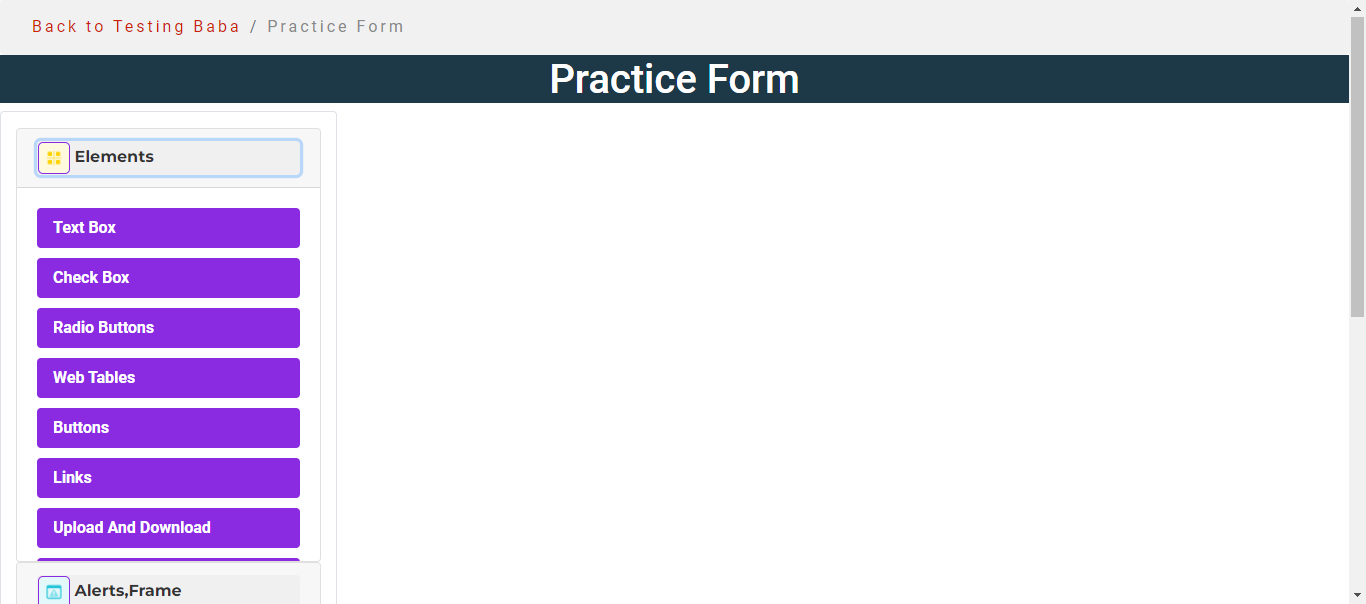 Back to Testing Baba / Practice Form
Practice Form
Elements
Text Box
Check Box
Radio Buttons
Web Tables
Buttons
Links
Upload And Download
Alerts,Frame